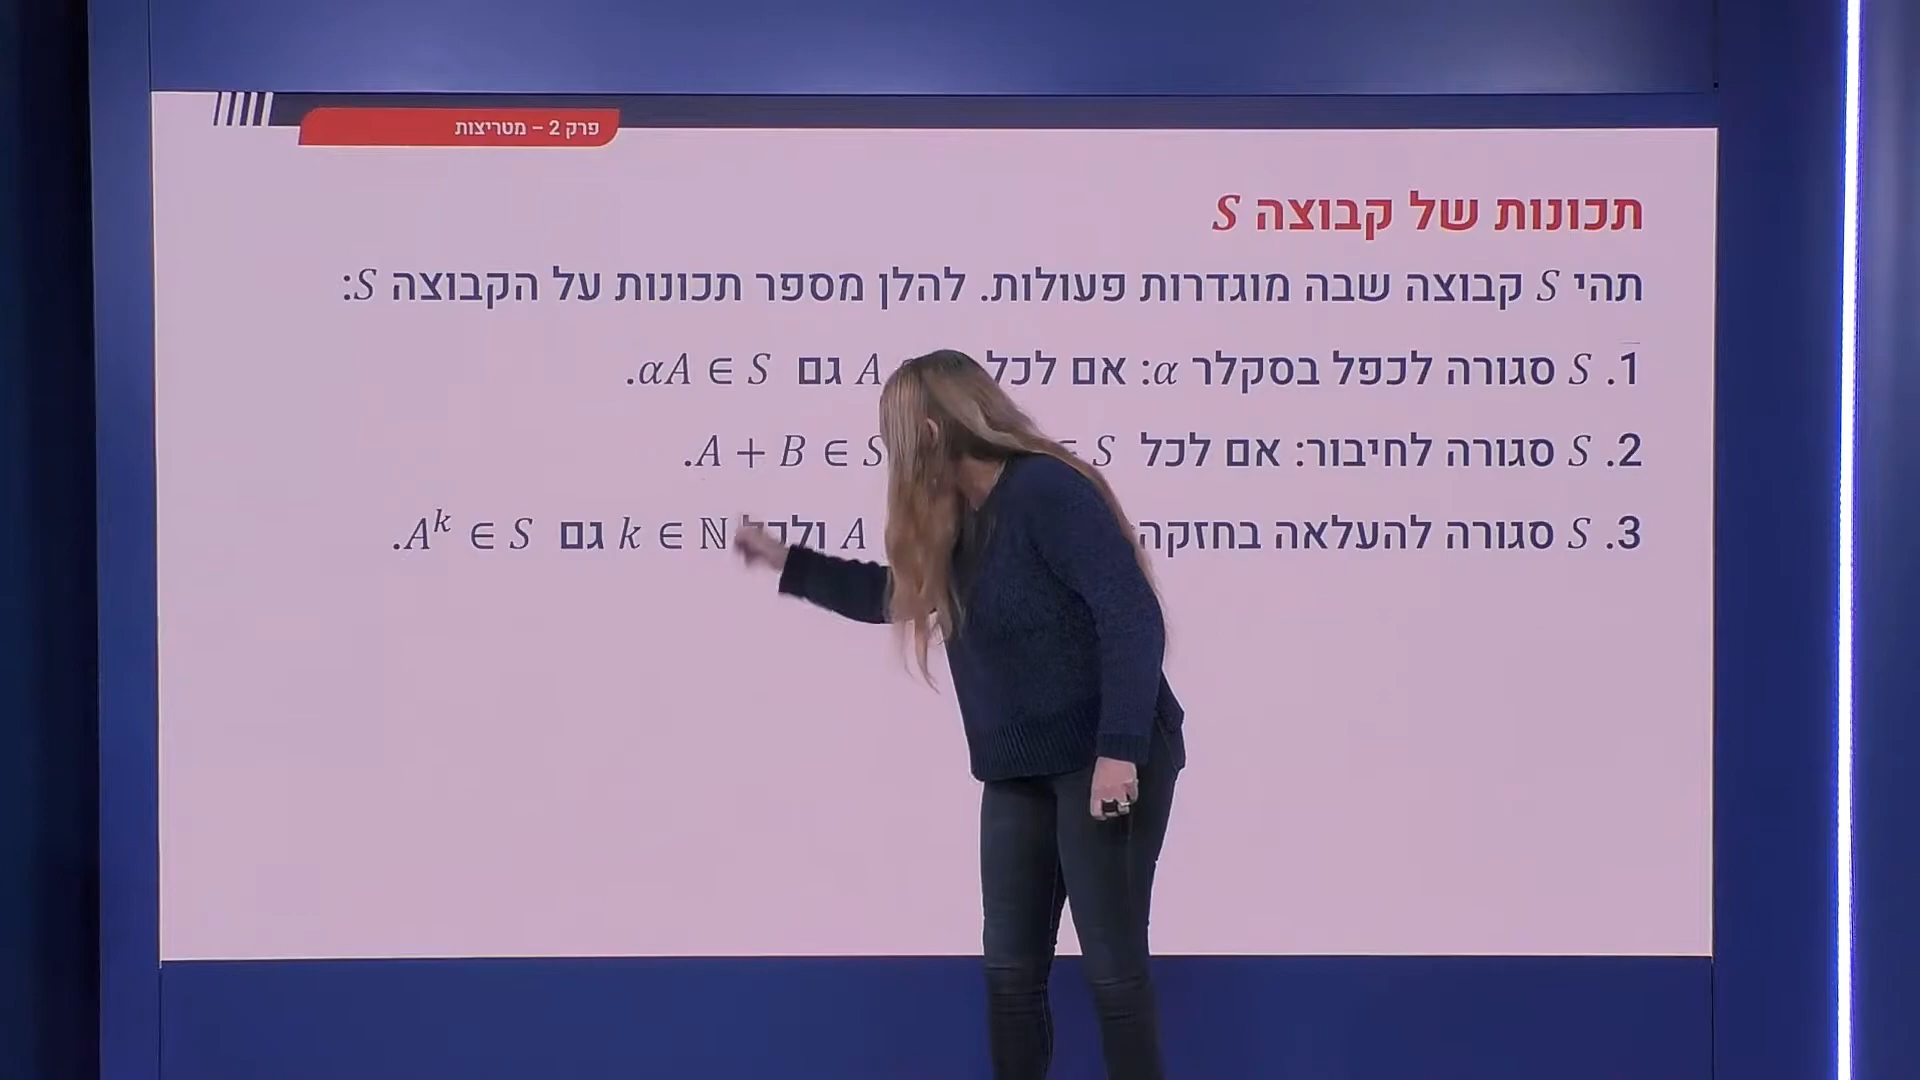 פרק 2 – מטריצות
תכונות של קבוצה S
תהי S קבוצה שבה מוגדרות פעולות. להלן מספר תכונות על הקבוצה S:
1. S סגורה לכפל בסקלר α: אם לכל A גם αA ∈ S.
2. S סגורה לחיבור: אם לכל ∈ S A + B ∈ S.
3. S סגורה להעלאה בחזקה: A ולכל k ∈ ℕ גם A^k ∈ S.